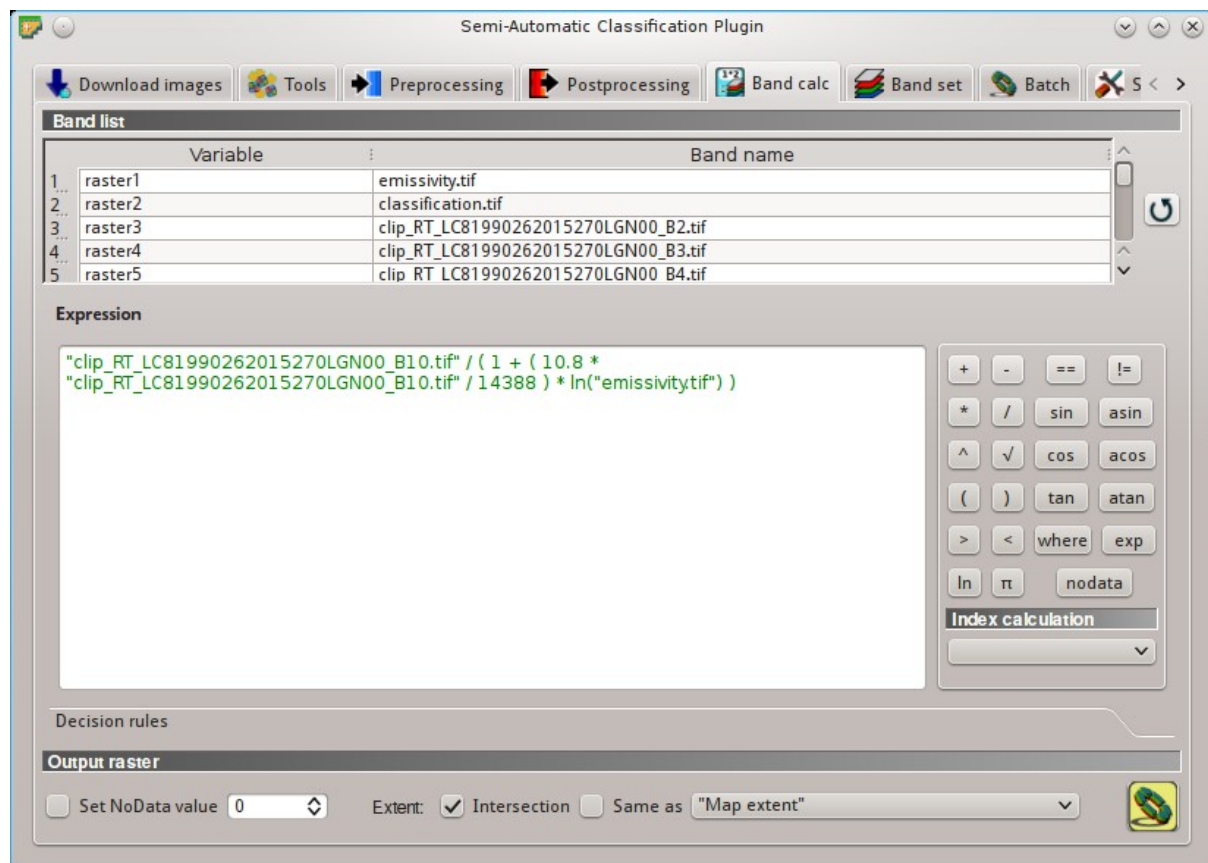 Semi-Automatic Classification Plugin
Download images Tools Preprocessing Postprocessing Band calc Band set Batch S
Band list
Variable Band name
1 raster1 emissivity.tif
2 raster2 classification.tif
3 raster3 clip_RT_LC81990262015270LGN00_B2.tif
4 raster4 clip_RT_LC81990262015270LGN00_B3.tif
5 raster5 clip_RT_LC81990262015270LGN00_B4.tif
Expression
"clip_RT_LC81990262015270LGN00_B10.tif" / ( 1 + ( 10.8 *
"clip_RT_LC81990262015270LGN00_B10.tif" / 14388 ) * ln("emissivity.tif") )
+ - == !=
* / sin asin
^ √ cos acos
( ) tan atan
> < where exp
ln π nodata
Index calculation
Decision rules
Output raster
Set NoData value 0 Extent: Intersection Same as "Map extent"